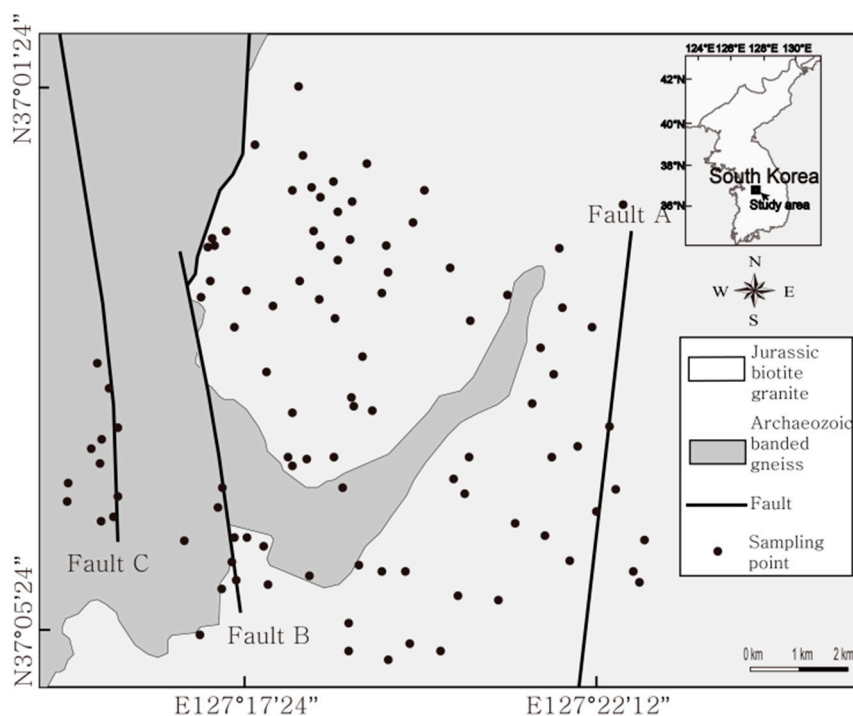 N37°01'24"
N37°05'24"
E127°17'24"
E127°22'12"
Fault A
Fault B
Fault C
124°E 126°E 128°E 130°E
42°N
40°N
38°N
36°N
South Korea
Study area
N
W E
S
Jurassic
biotite
granite
Archaeozoic
banded
gneiss
Fault
Sampling
point
0 km 1 km 2 km